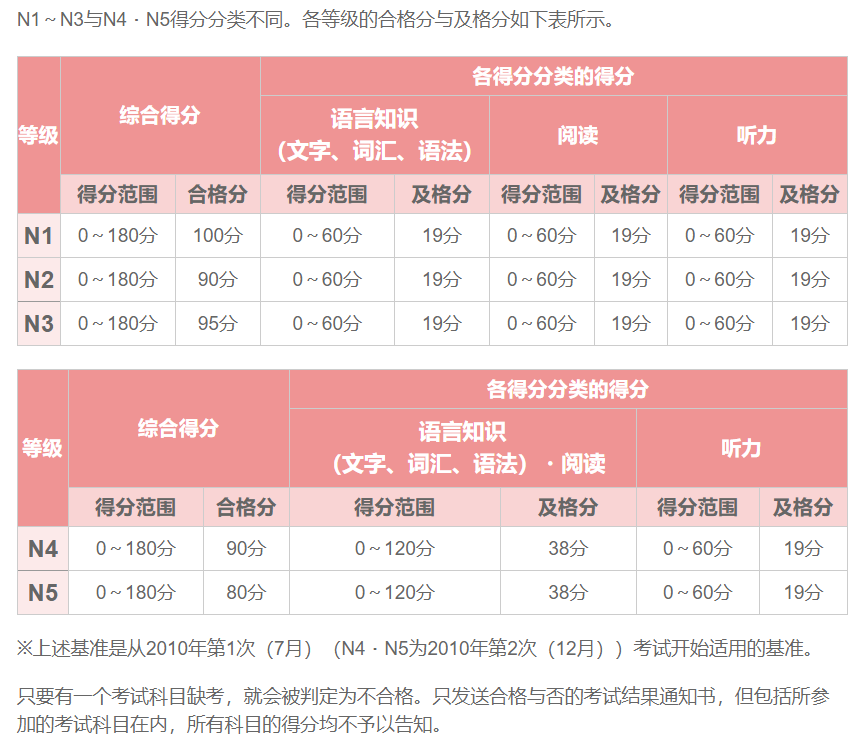 N1～N3与N4・N5得分分类不同。各等级的合格分与及格分如下表所示。
等级 综合得分 各得分分类的得分
语言知识（文字、词汇、语法） 阅读 听力
得分范围 合格分 得分范围 及格分 得分范围 及格分 得分范围 及格分
N1 0～180分 100分 0～60分 19分 0～60分 19分 0～60分 19分
N2 0～180分 90分 0～60分 19分 0～60分 19分 0～60分 19分
N3 0～180分 95分 0～60分 19分 0～60分 19分 0～60分 19分
等级 综合得分 各得分分类的得分
语言知识（文字、词汇、语法）・阅读 听力
得分范围 合格分 得分范围 及格分 得分范围 及格分
N4 0～180分 90分 0～120分 38分 0～60分 19分
N5 0～180分 80分 0～120分 38分 0～60分 19分
※上述基准是从2010年第1次（7月）（N4・N5为2010年第2次（12月））考试开始适用的基准。
只要有一个考试科目缺考，就会被判定为不合格。只发送合格与否的考试结果通知书，但包括所参
加的考试科目在内，所有科目的得分均不予以告知。